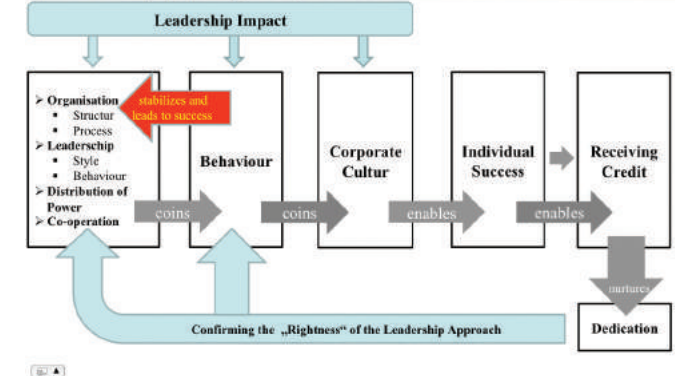 Leadership Impact
➢ Organisation
▪ Structur
▪ Process
➢ Leaderschip
▪ Style
▪ Behaviour
➢ Distribution of
Power
➢ Co-operation
stabilizes and
leads to success
coins
Behaviour
coins
Corporate
Cultur
enables
Individual
Success
enables
Receiving
Credit
nurtures
Dedication
Confirming the „Rightness“ of the Leadership Approach